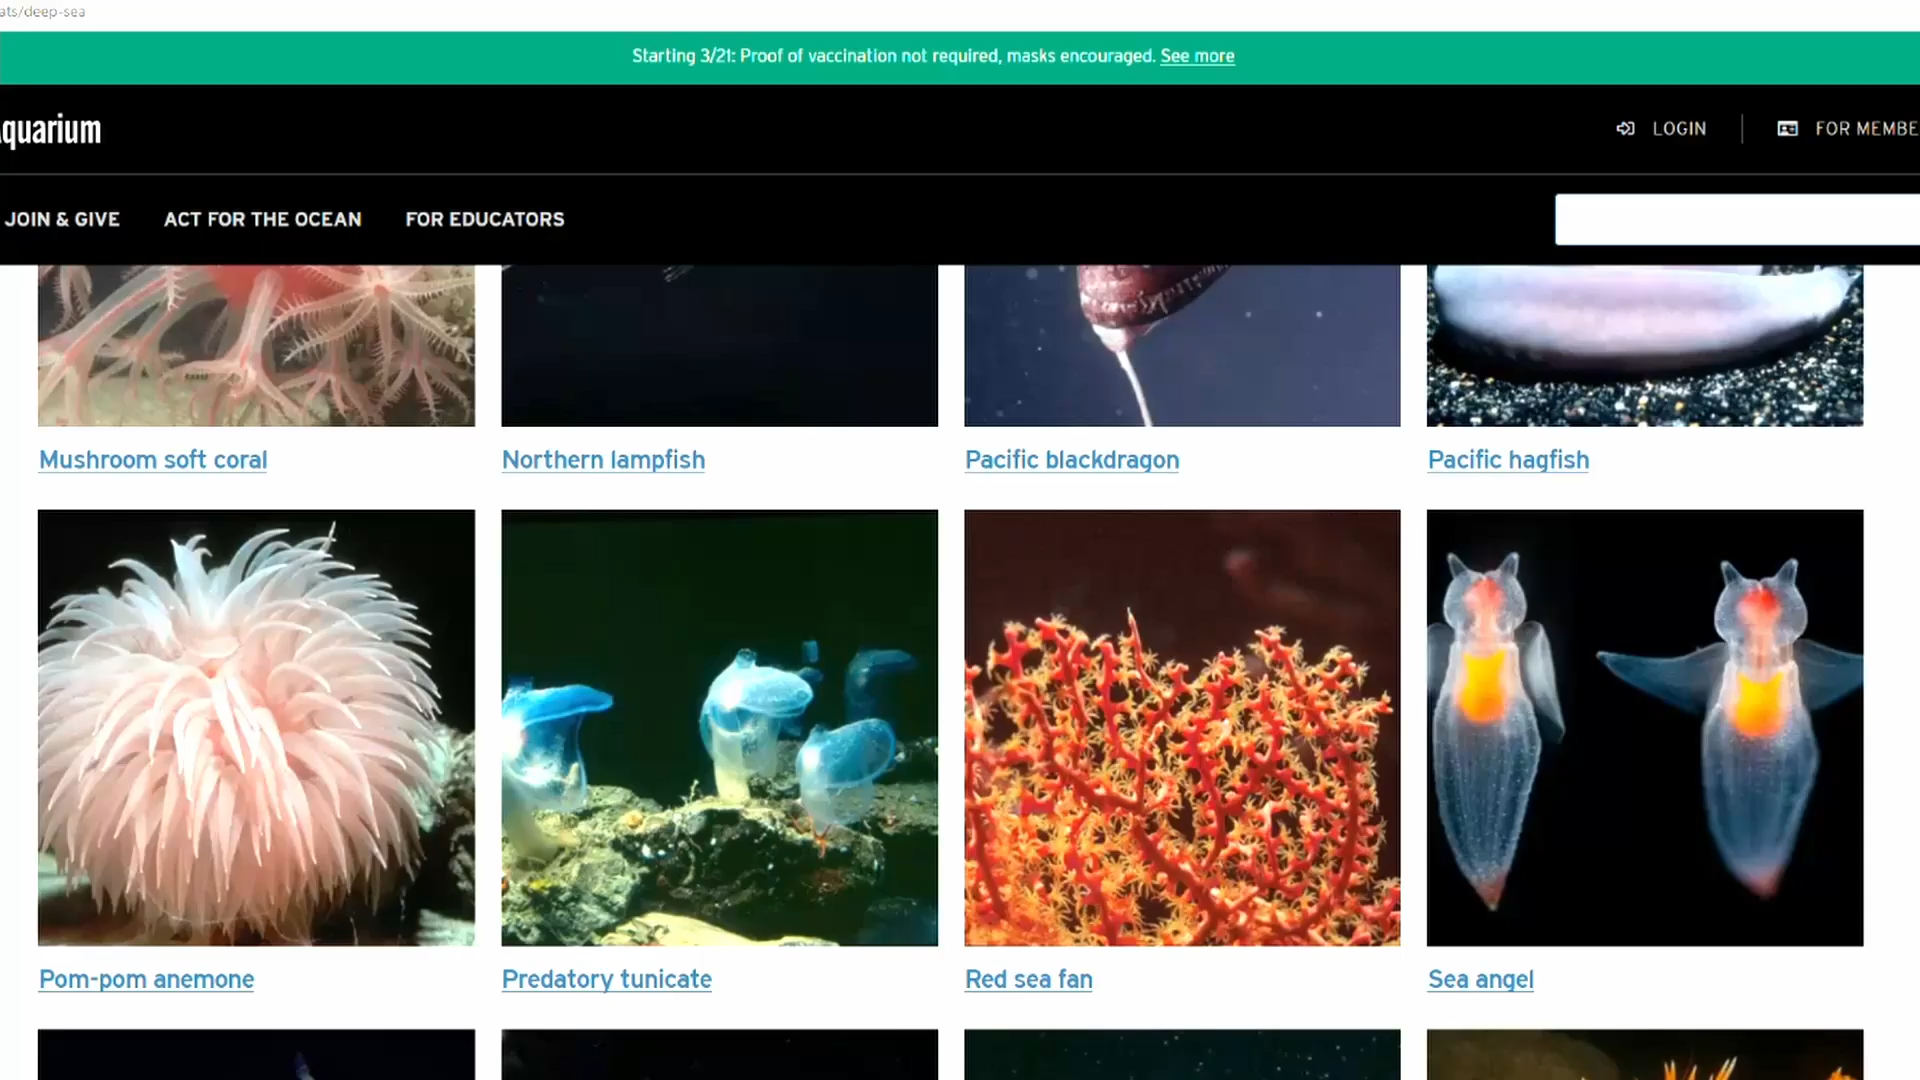 ats/deep-sea
Starting 3/21: Proof of vaccination not required, masks encouraged. See more
Aquarium
LOGIN
FOR MEMBE
JOIN & GIVE
ACT FOR THE OCEAN
FOR EDUCATORS
Mushroom soft coral
Northern lampfish
Pacific blackdragon
Pacific hagfish
Pom-pom anemone
Predatory tunicate
Red sea fan
Sea angel